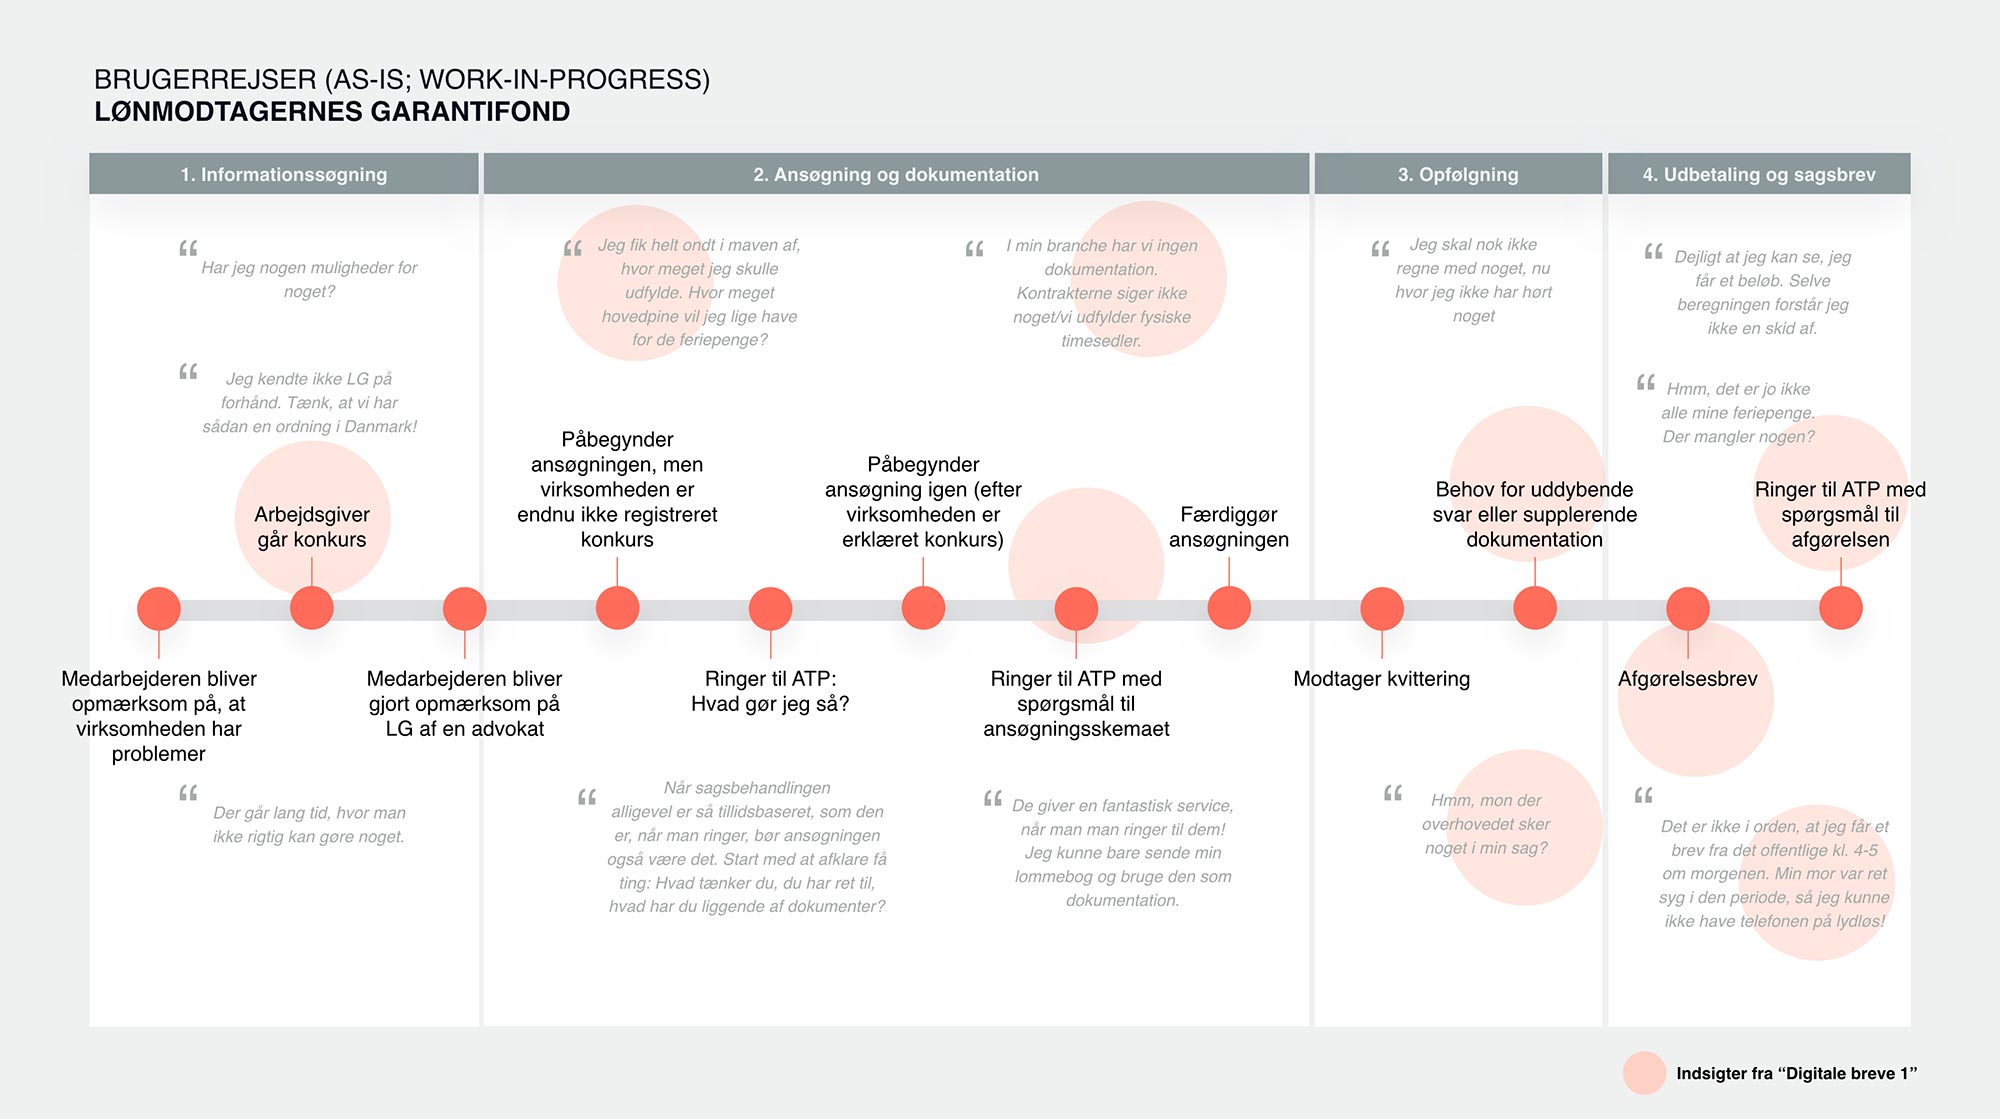 BRUGERREJSER (AS-IS; WORK-IN-PROGRESS)
LØNMODTAGERNES GARANTIFOND
1. Informationssøgning
2. Ansøgning og dokumentation
3. Opfølgning
4. Udbetaling og sagsbrev
“
Har jeg nogen muligheder for
noget?
“
Jeg kendte ikke LG på
forhånd. Tænk, at vi har
sådan en ordning i Danmark!
“
Jeg fik helt ondt i maven af,
hvor meget jeg skulle
udfylde. Hvor meget
hovedpine vil jeg lige have
for de feriepenge?
“
I min branche har vi ingen
dokumentation.
Kontrakterne siger ikke
noget/vi udfylder fysiske
timesedler.
“
Jeg skal nok ikke
regne med noget, nu
hvor jeg ikke har hørt
noget
“
Dejligt at jeg kan se, jeg
får et beløb. Selve
beregningen forstår jeg
ikke en skid af.
“
Hmm, det er jo ikke
alle mine feriepenge.
Der mangler nogen?
Arbejdsgiver
går konkurs
Påbegynder
ansøgningen, men
virksomheden er
endnu ikke registreret
konkurs
Påbegynder
ansøgning igen (efter
virksomheden er
erklæret konkurs)
Færdiggør
ansøgningen
Behov for uddybende
svar eller supplerende
dokumentation
Ringer til ATP med
spørgsmål til
afgørelsen
Medarbejderen bliver
opmærksom på, at
virksomheden har
problemer
Medarbejderen bliver
gjort opmærksom på
LG af en advokat
Ringer til ATP:
Hvad gør jeg så?
Ringer til ATP med
spørgsmål til
ansøgningsskemaet
Modtager kvittering
Afgørelsesbrev
“
Der går lang tid, hvor man
ikke rigtig kan gøre noget.
“
Når sagsbehandlingen
alligevel er så tillidsbaseret, som den
er, når man ringer, bør ansøgningen
også være det. Start med at afklare få
ting: Hvad tænker du, du har ret til,
hvad har du liggende af dokumenter?
“
De giver en fantastisk service,
når man man ringer til dem!
Jeg kunne bare sende min
lommebog og bruge den som
dokumentation.
“
Hmm, mon der
overhovedet sker
noget i min sag?
“
Det er ikke i orden, at jeg får et
brev fra det offentlige kl. 4-5
om morgenen. Min mor var ret
syg i den periode, så jeg kunne
ikke have telefonen på lydløs!
Indsigter fra “Digitale breve 1”